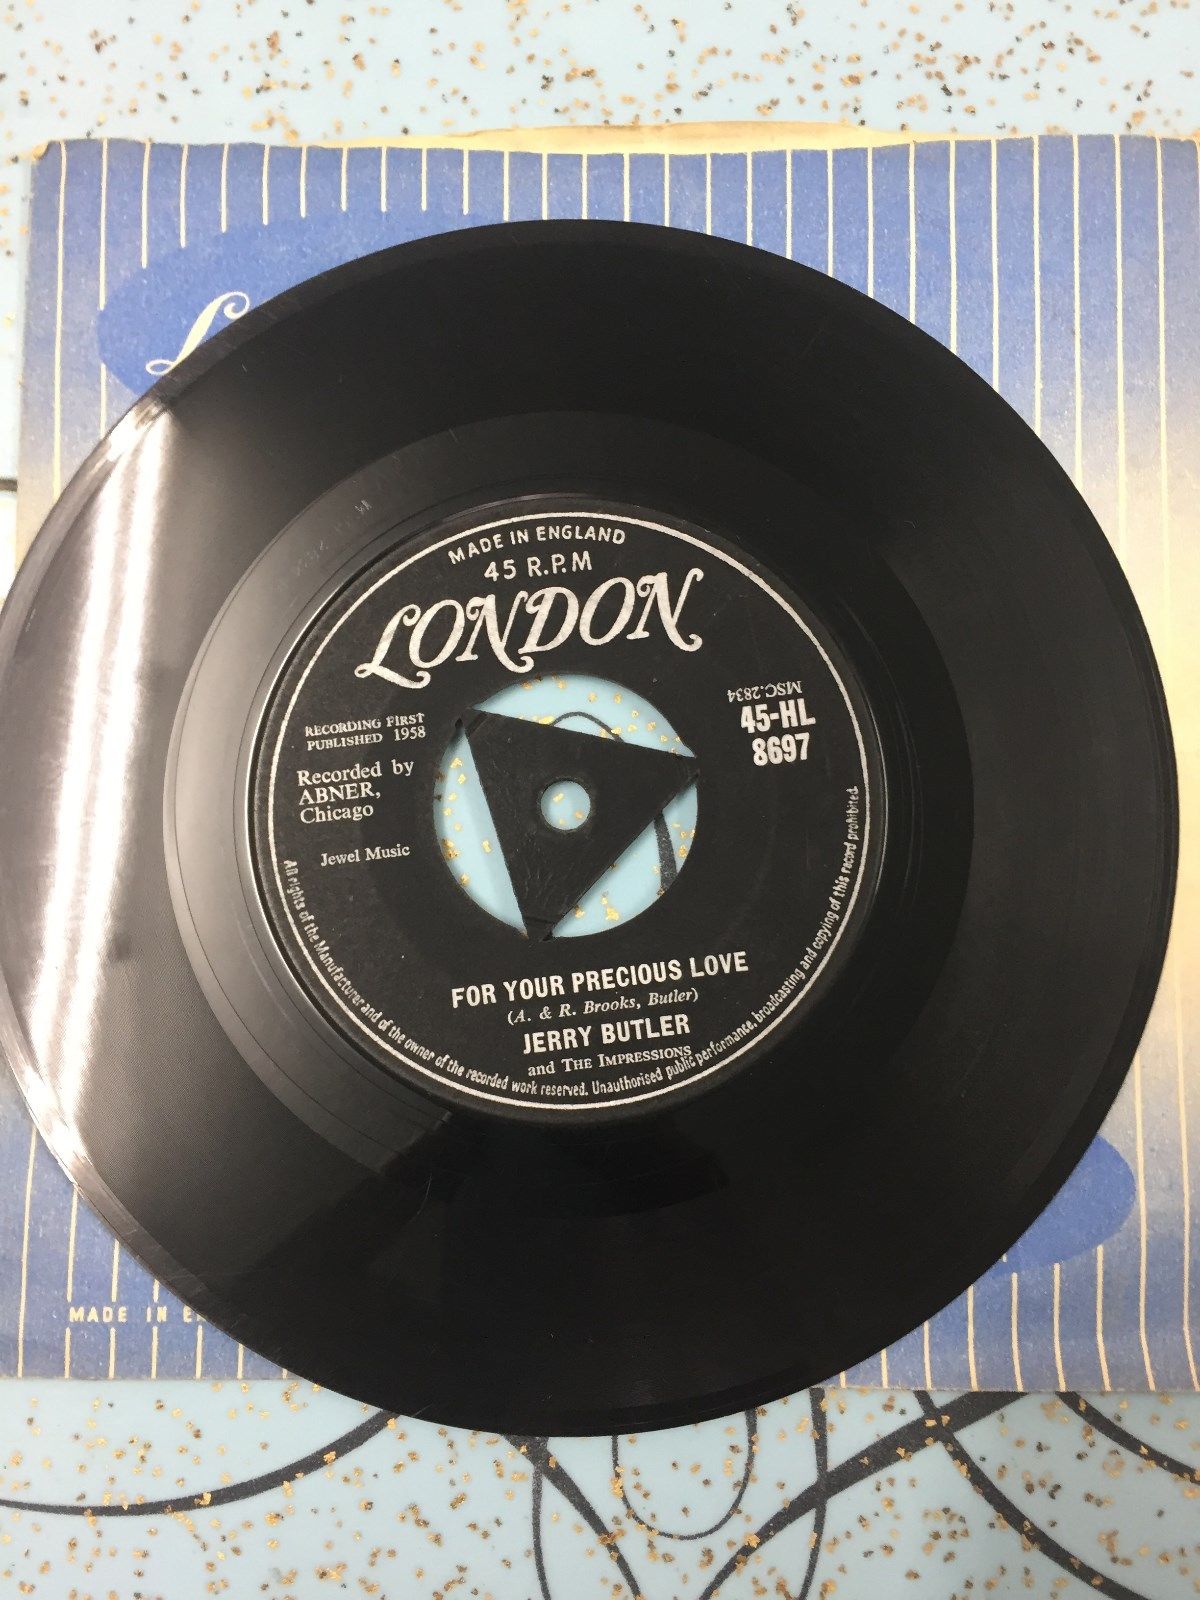 MADE IN ENGLAND
45 R.P.M
LONDON
RECORDING FIRST
PUBLISHED 1958
Recorded by
ABNER,
Chicago
Jewel Music
MSC.2834
45-HL
8697
FOR YOUR PRECIOUS LOVE
(A. & R. Brooks, Butler)
JERRY BUTLER
and THE IMPRESSIONS
All rights of the Manufacturer and of the owner of the recorded work reserved. Unauthorised public performance, broadcasting and copying of this record prohibited.
L
MADE IN E